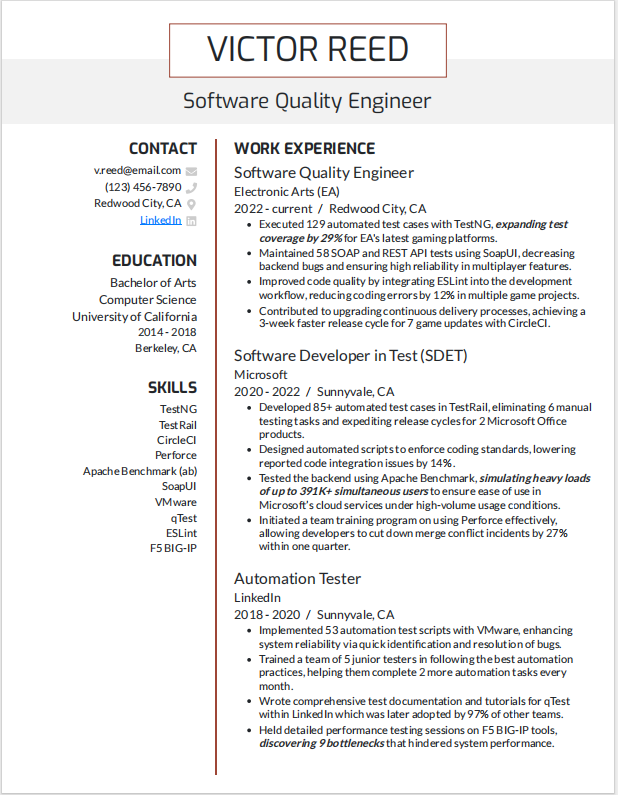 VICTOR REED
Software Quality Engineer
CONTACT
v.reed@email.com
(123) 456-7890
Redwood City, CA
LinkedIn
EDUCATION
Bachelor of Arts
Computer Science
University of California
2014 - 2018
Berkeley, CA
SKILLS
TestNG
TestRail
CircleCI
Perforce
Apache Benchmark (ab)
SoapUI
VMware
qTest
ESLint
F5 BIG-IP
WORK EXPERIENCE
Software Quality Engineer
Electronic Arts (EA)
2022 - current / Redwood City, CA
• Executed 129 automated test cases with TestNG, expanding test
coverage by 29% for EA's latest gaming platforms.
• Maintained 58 SOAP and REST API tests using SoapUI, decreasing
backend bugs and ensuring high reliability in multiplayer features.
• Improved code quality by integrating ESLint into the development
workflow, reducing coding errors by 12% in multiple game projects.
• Contributed to upgrading continuous delivery processes, achieving a
3-week faster release cycle for 7 game updates with CircleCI.
Software Developer in Test (SDET)
Microsoft
2020 - 2022 / Sunnyvale, CA
• Developed 85+ automated test cases in TestRail, eliminating 6 manual
testing tasks and expediting release cycles for 2 Microsoft Office
products.
• Designed automated scripts to enforce coding standards, lowering
reported code integration issues by 14%.
• Tested the backend using Apache Benchmark, simulating heavy loads
of up to 391K+ simultaneous users to ensure ease of use in
Microsoft's cloud services under high-volume usage conditions.
• Initiated a team training program on using Perforce effectively,
allowing developers to cut down merge conflict incidents by 27%
within one quarter.
Automation Tester
LinkedIn
2018 - 2020 / Sunnyvale, CA
• Implemented 53 automation test scripts with VMware, enhancing
system reliability via quick identification and resolution of bugs.
• Trained a team of 5 junior testers in following the best automation
practices, helping them complete 2 more automation tasks every
month.
• Wrote comprehensive test documentation and tutorials for qTest
within LinkedIn which was later adopted by 97% of other teams.
• Held detailed performance testing sessions on F5 BIG-IP tools,
discovering 9 bottlenecks that hindered system performance.